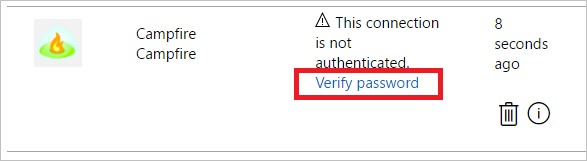 Campfire
Campfire
⚠ This connection
is not
authenticated.
Verify password
8
seconds
ago